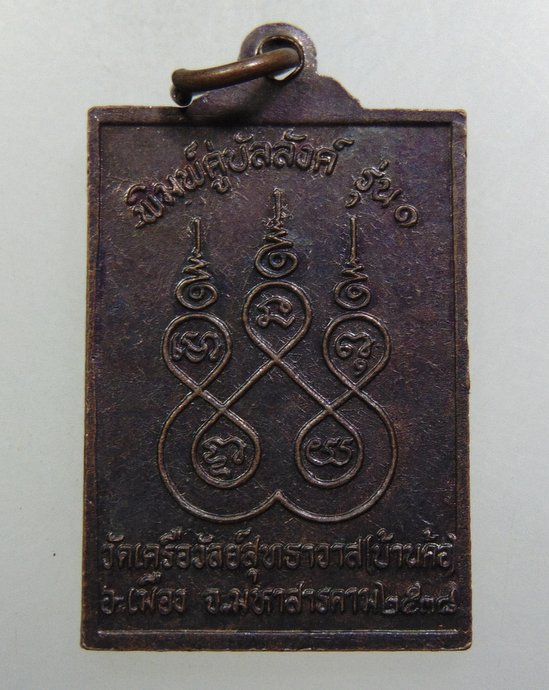 พิมพ์คู่บัลลังค์ รุ่น ๑
วัดเครือวัลย์สุทธาวาส(บ้านค้อ)
อ.เมือง จ.มหาสารคาม ๒๕๓๘